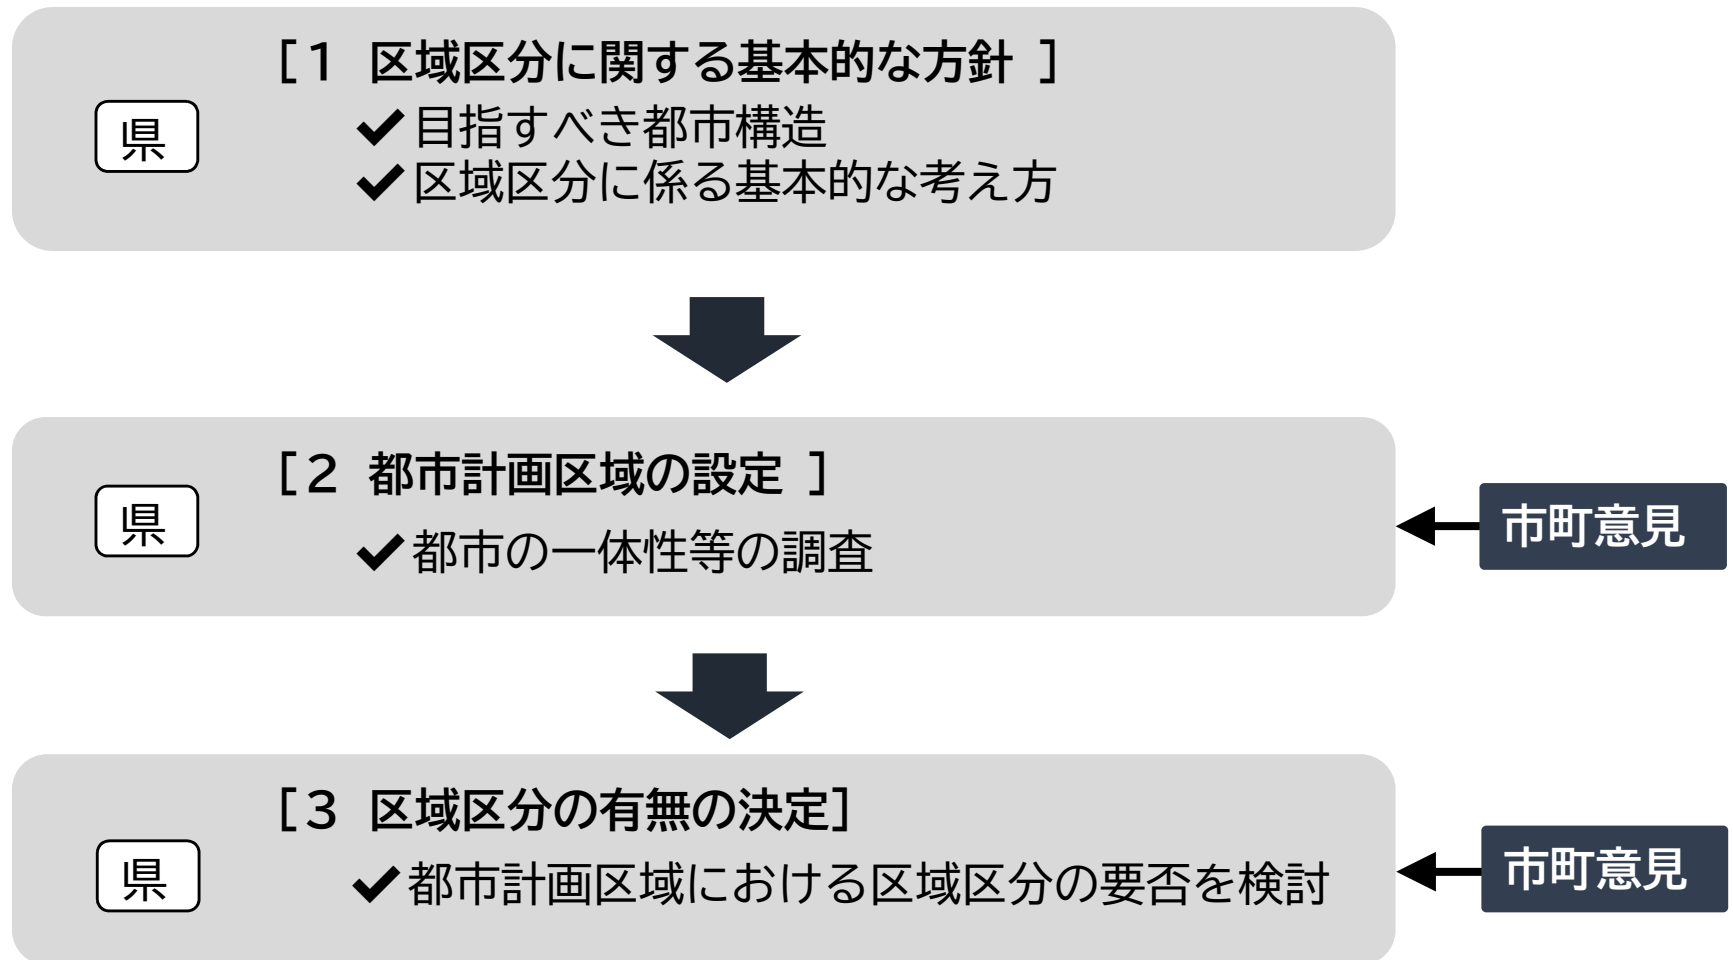 [1 区域区分に関する基本的な方針 ]
県
✔目指すべき都市構造
✔区域区分に係る基本的な考え方
[2 都市計画区域の設定 ]
県
✔都市の一体性等の調査
市町意見
[3 区域区分の有無の決定]
県
✔都市計画区域における区域区分の要否を検討
市町意見